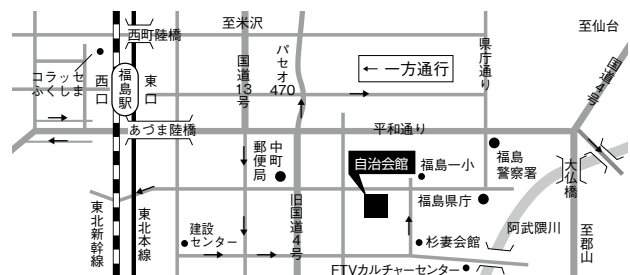 至米沢
至仙台
西町陸橋
コラッセ
ふくしま
西口
福島駅
東口
国道13号
パセオ470
← 一方通行
県庁通り
国道4号
あづま陸橋
平和通り
中町
郵便局
自治会館
福島一小
福島
警察署
大仏橋
福島県庁
東北新幹線
東北本線
建設
センター
旧国道4号
杉妻会館
阿武隈川
至郡山
FTVカルチャーセンター